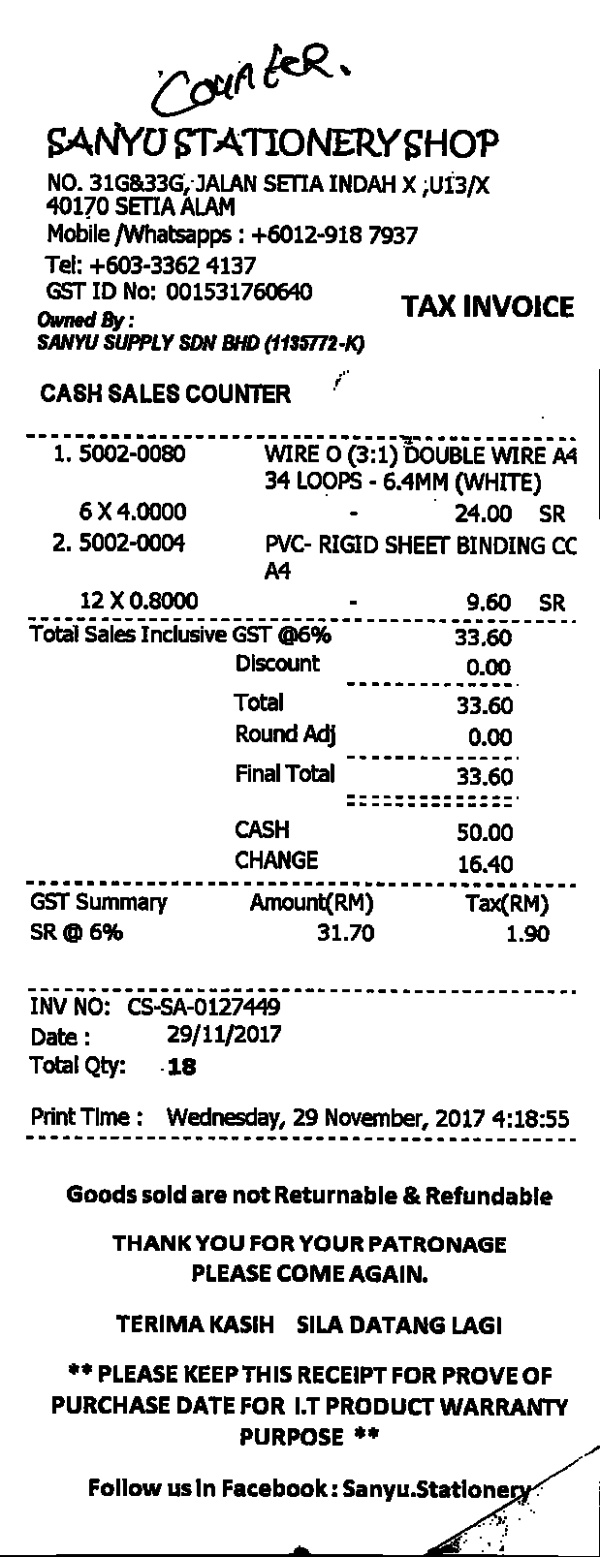 Counter.
SANYU STATIONERY SHOP
NO. 31G&33G, JALAN SETIA INDAH X ,U13/X
40170 SETIA ALAM
Mobile /Whatsapps : +6012-918 7937
Tel: +603-3362 4137
GST ID No: 001531760640
TAX INVOICE
Owned By :
SANYU SUPPLY SDN BHD (1135772-K)
CASH SALES COUNTER
1. 5002-0080 WIRE O (3:1) DOUBLE WIRE A4
34 LOOPS - 6.4MM (WHITE)
6 X 4.0000 - 24.00 SR
2. 5002-0004 PVC- RIGID SHEET BINDING CC
A4
12 X 0.8000 - 9.60 SR
Total Sales Inclusive GST @6% 33.60
Discount 0.00
Total 33.60
Round Adj 0.00
Final Total 33.60
CASH 50.00
CHANGE 16.40
GST Summary Amount(RM) Tax(RM)
SR @ 6% 31.70 1.90
INV NO: CS-SA-0127449
Date : 29/11/2017
Total Qty: 18
Print Time : Wednesday, 29 November, 2017 4:18:55
Goods sold are not Returnable & Refundable
THANK YOU FOR YOUR PATRONAGE
PLEASE COME AGAIN.
TERIMA KASIH SILA DATANG LAGI
** PLEASE KEEP THIS RECEIPT FOR PROVE OF
PURCHASE DATE FOR I.T PRODUCT WARRANTY
PURPOSE **
Follow us in Facebook : Sanyu.Stationery